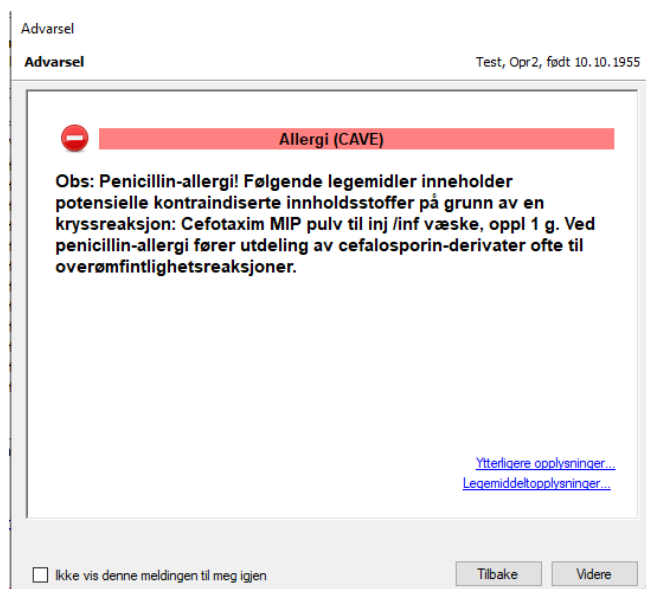 Advarsel
Advarsel
Test, Opr2, født 10.10.1955
Allergi (CAVE)
Obs: Penicillin-allergi! Følgende legemidler inneholder
potensielle kontraindiserte innholdsstoffer på grunn av en
kryssreaksjon: Cefotaxim MIP pulv til inj /inf væske, oppl 1 g. Ved
penicillin-allergi fører utdeling av cefalosporin-derivater ofte til
overømfintlighetsreaksjoner.
Ytterligere opplysninger...
Legemiddeltopplysninger...
Ikke vis denne meldingen til meg igjen
Tilbake
Videre